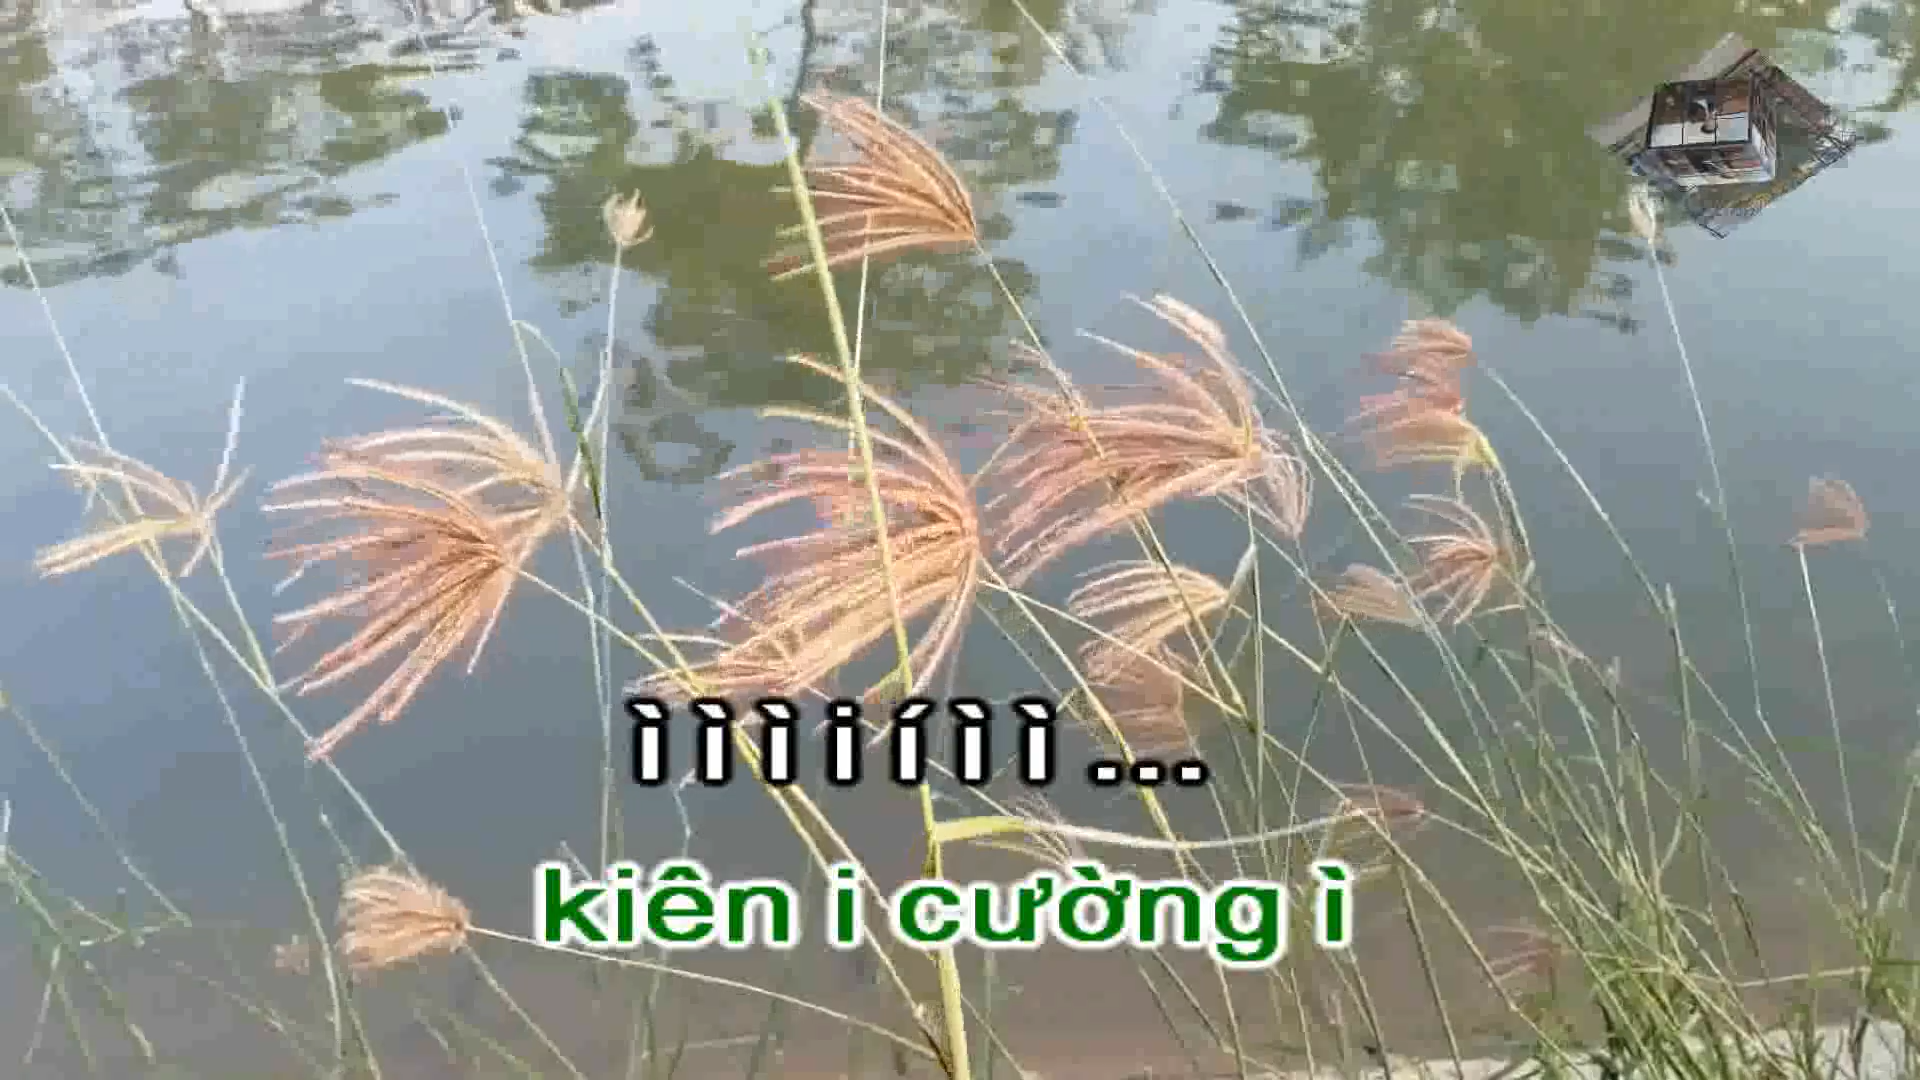 ì ì ì i í ì ì ...
kiên i cường ì